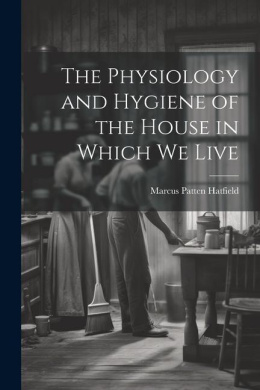 The Physiology
and Hygiene of
the House in
Which We Live
Marcus Patten Hatfield